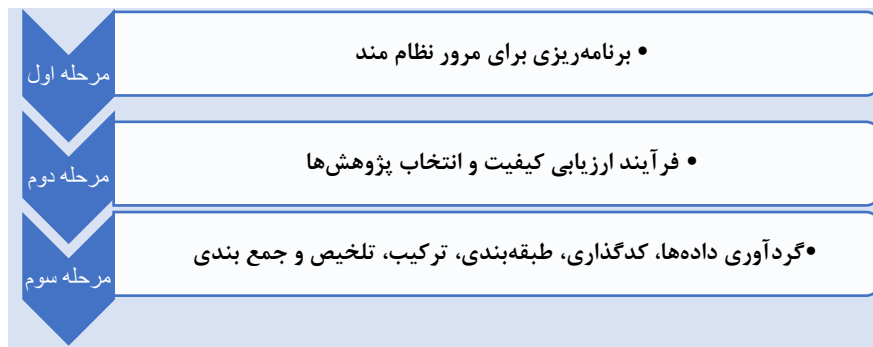 مرحله اول
• برنامه‌ریزی برای مرور نظام مند
مرحله دوم
• فرآیند ارزیابی کیفیت و انتخاب پژوهش‌ها
مرحله سوم
•گردآوری داده‌ها، کدگذاری، طبقه‌بندی، ترکیب، تلخیص و جمع بندی